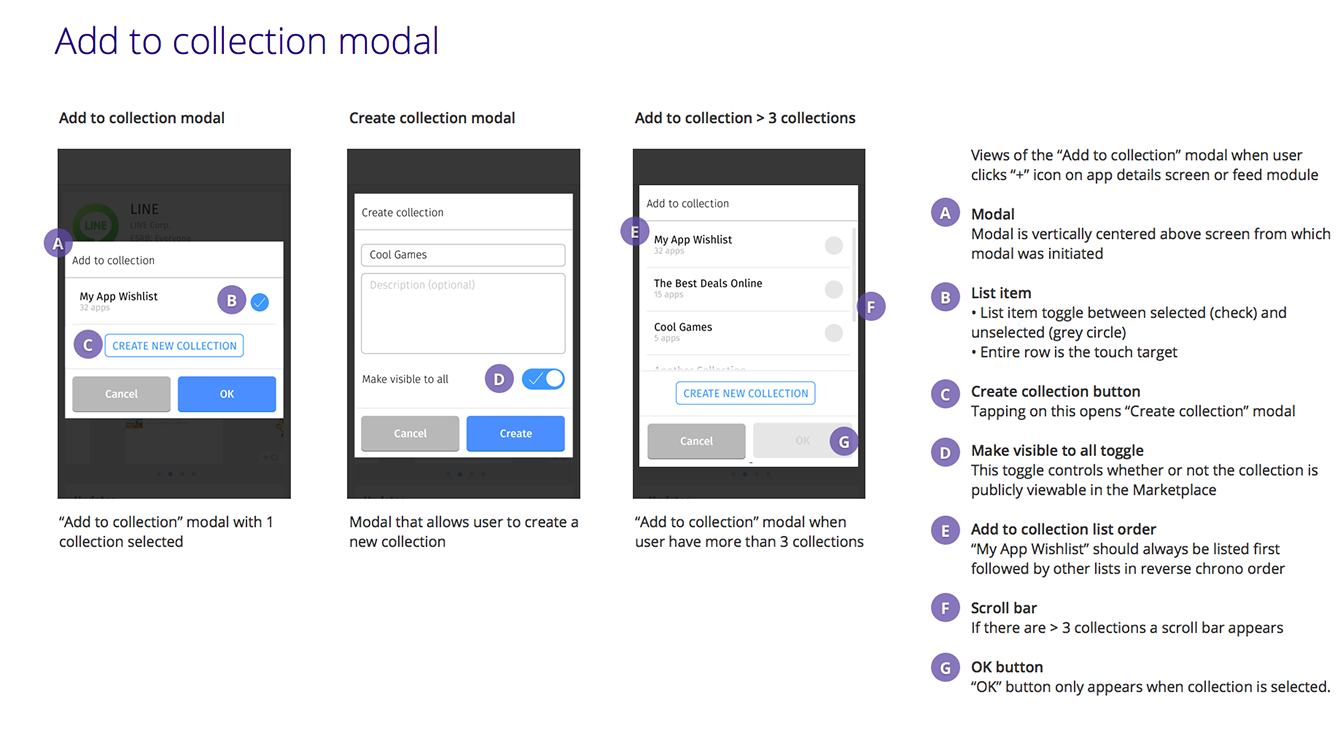 Add to collection modal
Add to collection modal
LINE
LINE
LINE Corp.
ESRB: Everyone
A
Add to collection
My App Wishlist
32 apps
B
C
CREATE NEW COLLECTION
Cancel
OK
“Add to collection” modal with 1
collection selected
Create collection modal
Create collection
Cool Games
Description (optional)
Make visible to all
D
Cancel
Create
Modal that allows user to create a
new collection
Add to collection > 3 collections
Add to collection
E
My App Wishlist
32 apps
The Best Deals Online
15 apps
F
Cool Games
5 apps
Another Collection
CREATE NEW COLLECTION
Cancel
OK
G
“Add to collection” modal when
user have more than 3 collections
Views of the “Add to collection” modal when user
clicks “+” icon on app details screen or feed module
A
Modal
Modal is vertically centered above screen from which
modal was initiated
B
List item
• List item toggle between selected (check) and
unselected (grey circle)
• Entire row is the touch target
C
Create collection button
Tapping on this opens “Create collection” modal
D
Make visible to all toggle
This toggle controls whether or not the collection is
publicly viewable in the Marketplace
E
Add to collection list order
“My App Wishlist” should always be listed first
followed by other lists in reverse chrono order
F
Scroll bar
If there are > 3 collections a scroll bar appears
G
OK button
“OK” button only appears when collection is selected.